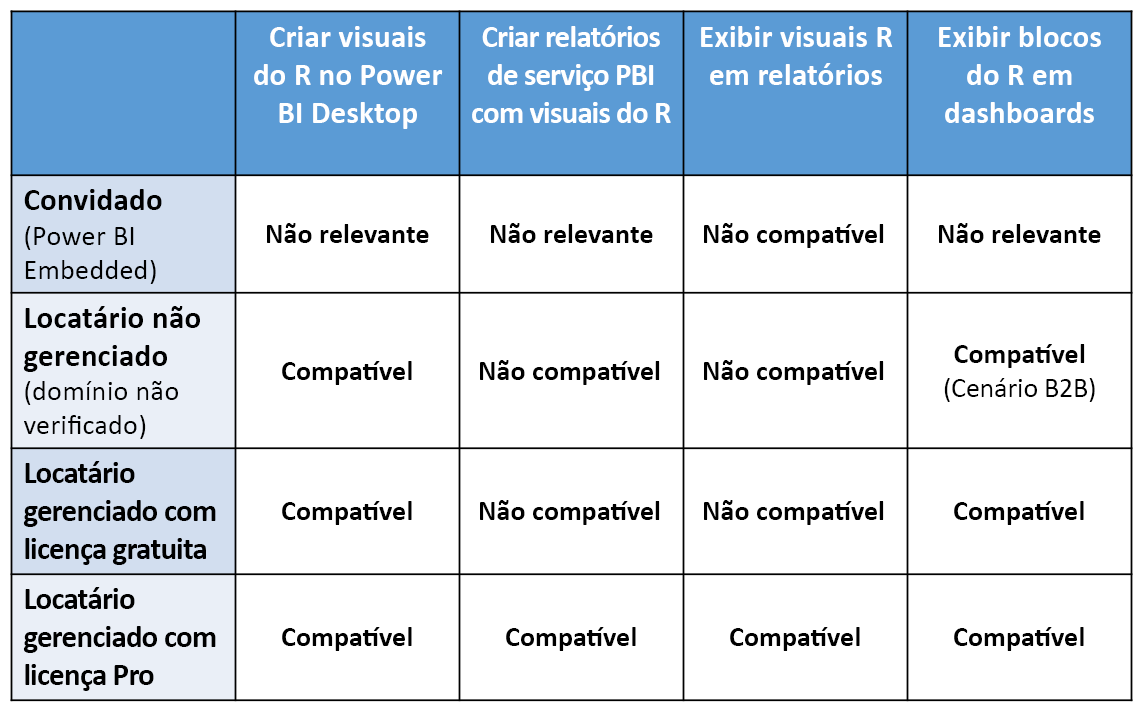 Criar visuais
do R no Power
BI Desktop
Criar relatórios
de serviço PBI
com visuais do R
Exibir visuais R
em relatórios
Exibir blocos
do R em
dashboards
Convidado
(Power BI
Embedded)
Não relevante
Não relevante
Não compatível
Não relevante
Locatário não
gerenciado
(domínio não
verificado)
Compatível
Não compatível
Não compatível
Compatível
(Cenário B2B)
Locatário
gerenciado com
licença gratuita
Compatível
Não compatível
Não compatível
Compatível
Locatário
gerenciado com
licença Pro
Compatível
Compatível
Compatível
Compatível